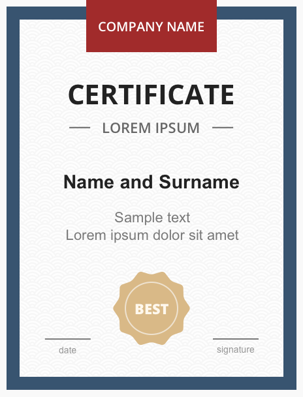 COMPANY NAME
CERTIFICATE
LOREM IPSUM
Name and Surname
Sample text
Lorem ipsum dolor sit amet
BEST
date
signature